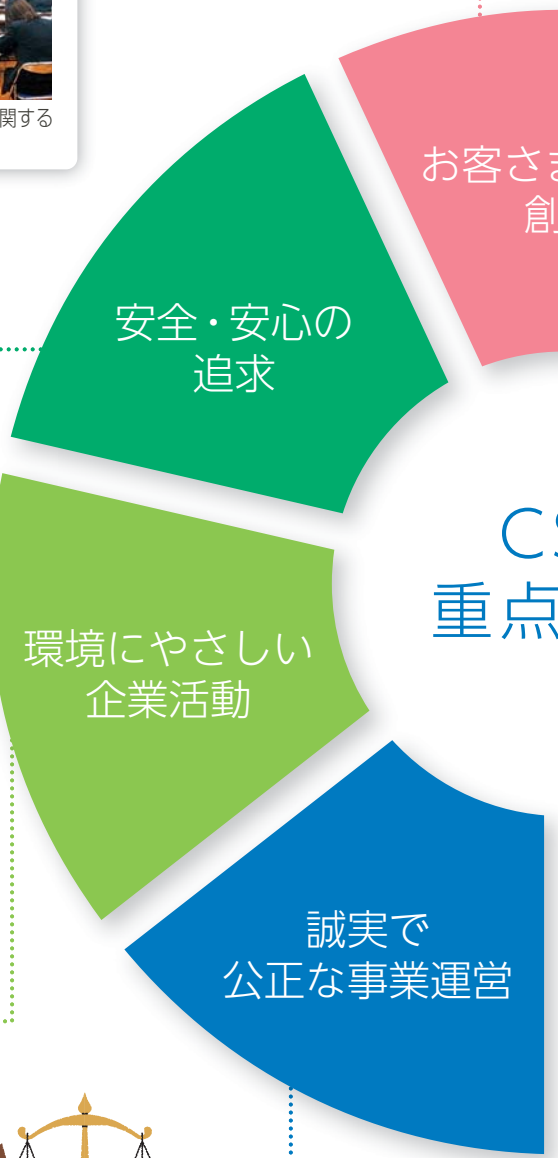 関する
お客さま
創
安全・安心の
追求
CS
重点
環境にやさしい
企業活動
誠実で
公正な事業運営